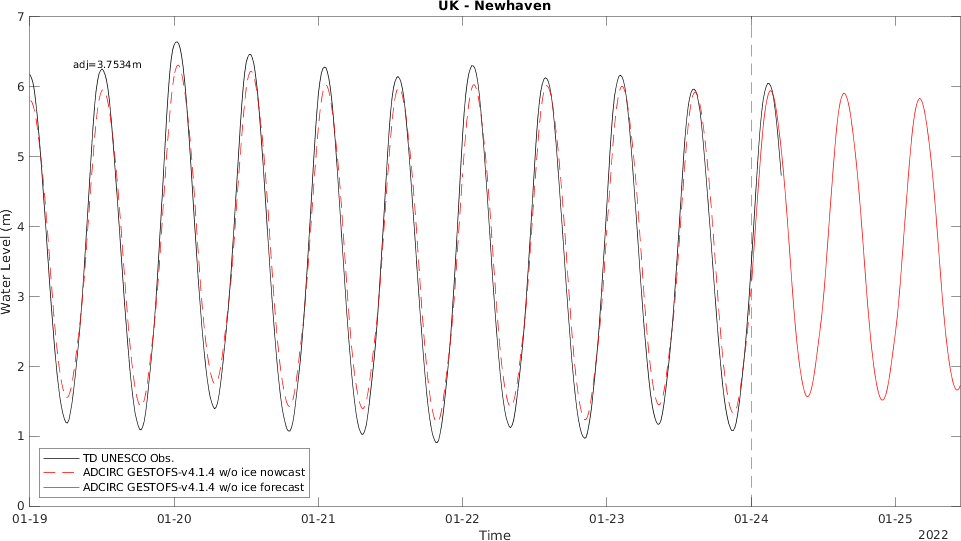 UK - Newhaven
adj=3.7534m
7
6
5
4
3
2
1
0
Water Level (m)
TD UNESCO Obs.
ADCIRC GESTOFS-v4.1.4 w/o ice nowcast
ADCIRC GESTOFS-v4.1.4 w/o ice forecast
01-19 01-20 01-21 01-22 01-23 01-24 01-25
Time
2022